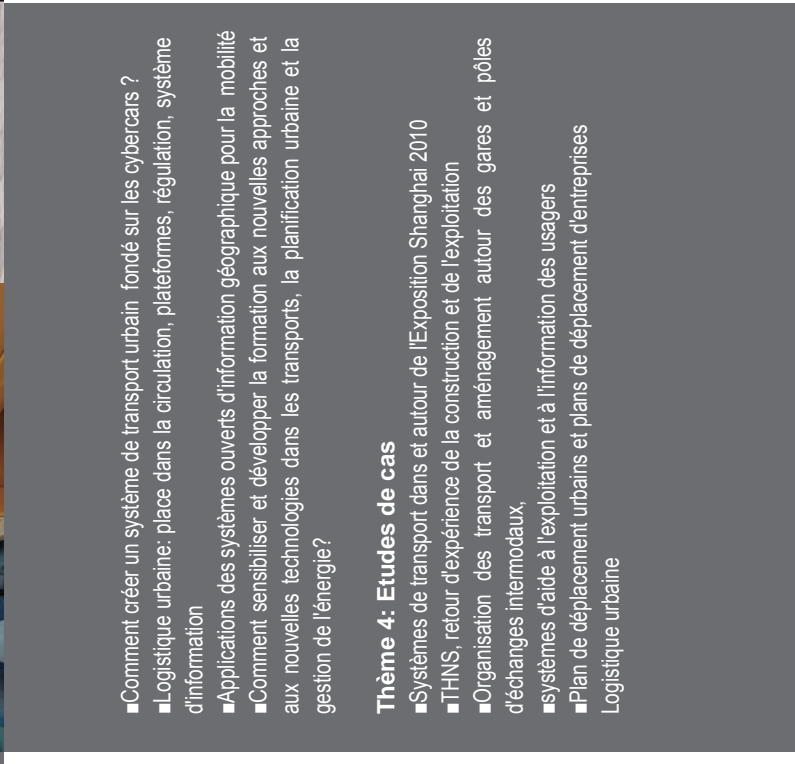 ■Comment créer un système de transport urbain fondé sur les cybercars ?
■Logistique urbaine: place dans la circulation, plateformes, régulation, système
d'information
■Applications des systèmes ouverts d'information géographique pour la mobilité
■Comment sensibiliser et développer la formation aux nouvelles approches et
aux nouvelles technologies dans les transports, la planification urbaine et la
gestion de l'énergie?
Thème 4: Etudes de cas
■Systèmes de transport dans et autour de l'Exposition Shanghai 2010
■THNS, retour d'expérience de la construction et de l'exploitation
■Organisation des transport et aménagement autour des gares et pôles
d'échanges intermodaux,
■systèmes d'aide à l'exploitation et à l'information des usagers
■Plan de déplacement urbains et plans de déplacement d'entreprises
Logistique urbaine